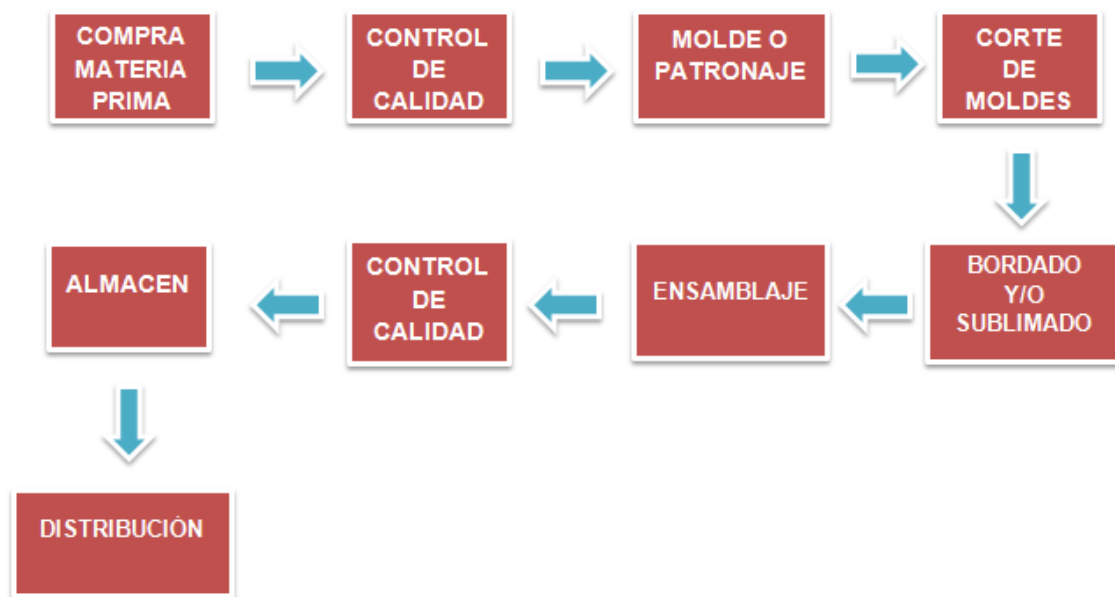 COMPRA
MATERIA
PRIMA
CONTROL
DE
CALIDAD
MOLDE O
PATRONAJE
CORTE
DE
MOLDES
BORDADO
Y/O
SUBLIMADO
ENSAMBLAJE
CONTROL
DE
CALIDAD
ALMACEN
DISTRIBUCIÓN